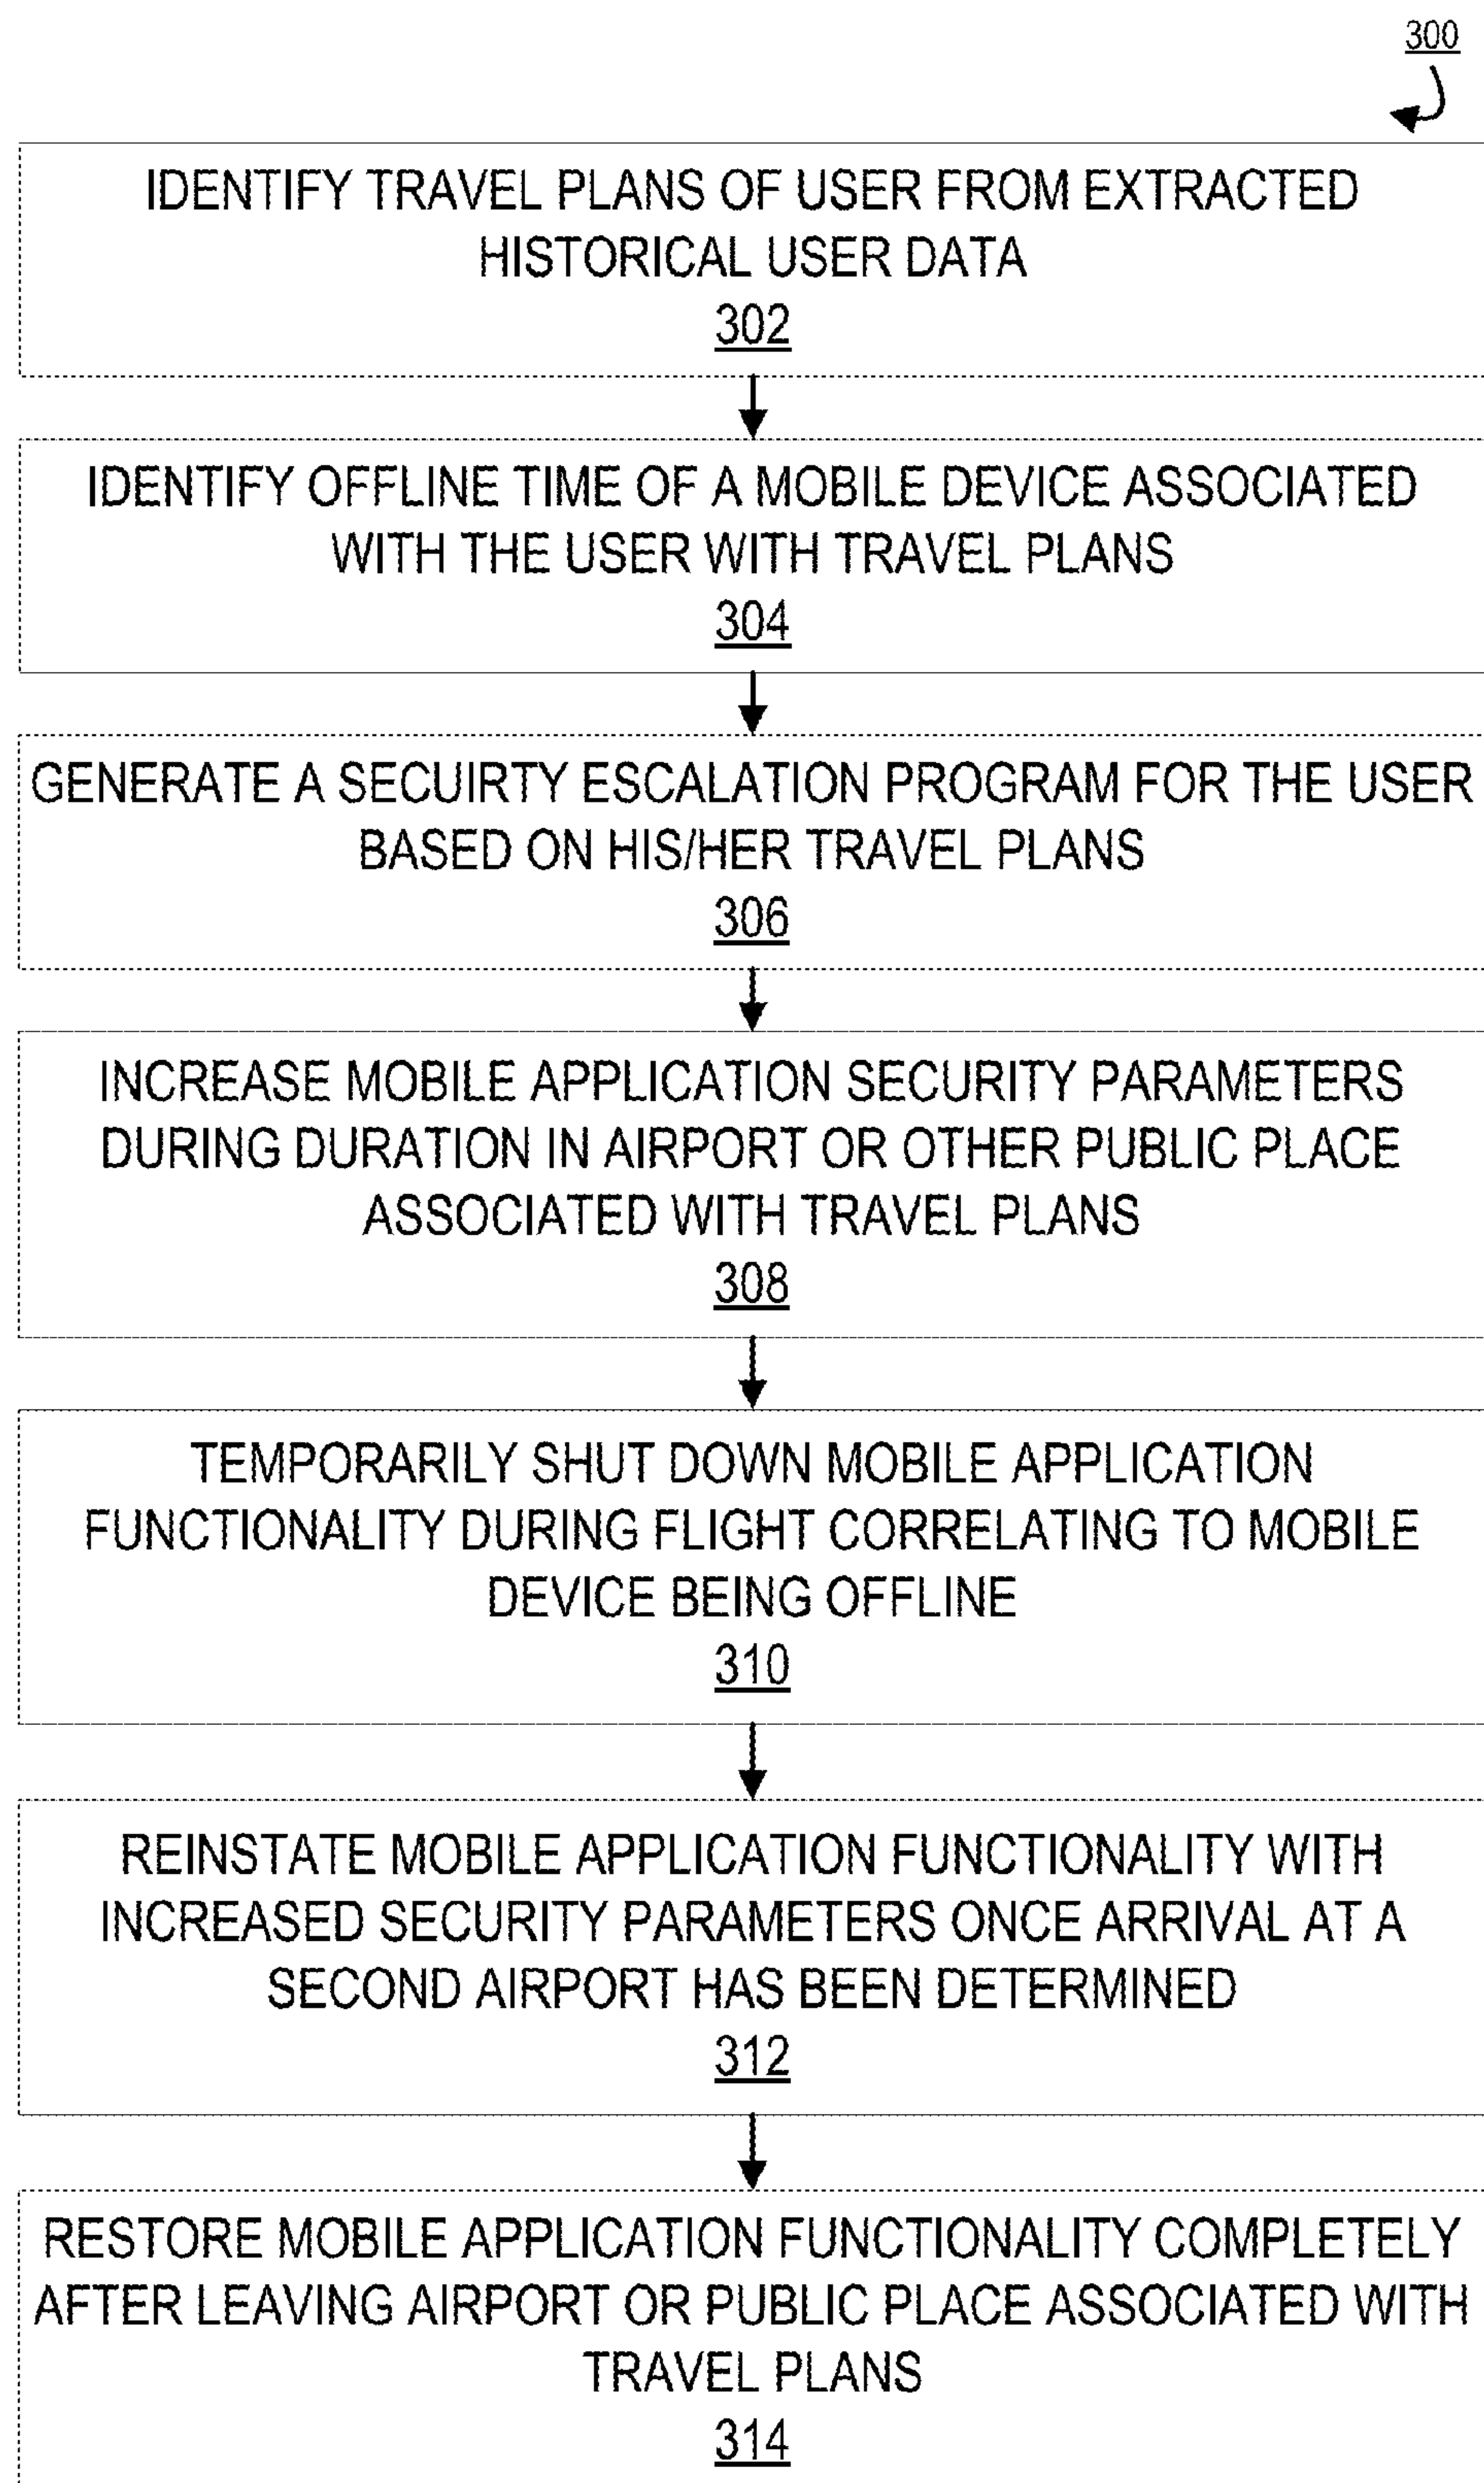 300
IDENTIFY TRAVEL PLANS OF USER FROM EXTRACTED
HISTORICAL USER DATA
302
IDENTIFY OFFLINE TIME OF A MOBILE DEVICE ASSOCIATED
WITH THE USER WITH TRAVEL PLANS
304
GENERATE A SECUIRTY ESCALATION PROGRAM FOR THE USER
BASED ON HIS/HER TRAVEL PLANS
306
INCREASE MOBILE APPLICATION SECURITY PARAMETERS
DURING DURATION IN AIRPORT OR OTHER PUBLIC PLACE
ASSOCIATED WITH TRAVEL PLANS
308
TEMPORARILY SHUT DOWN MOBILE APPLICATION
FUNCTIONALITY DURING FLIGHT CORRELATING TO MOBILE
DEVICE BEING OFFLINE
310
REINSTATE MOBILE APPLICATION FUNCTIONALITY WITH
INCREASED SECURITY PARAMETERS ONCE ARRIVAL AT A
SECOND AIRPORT HAS BEEN DETERMINED
312
RESTORE MOBILE APPLICATION FUNCTIONALITY COMPLETELY
AFTER LEAVING AIRPORT OR PUBLIC PLACE ASSOCIATED WITH
TRAVEL PLANS
314